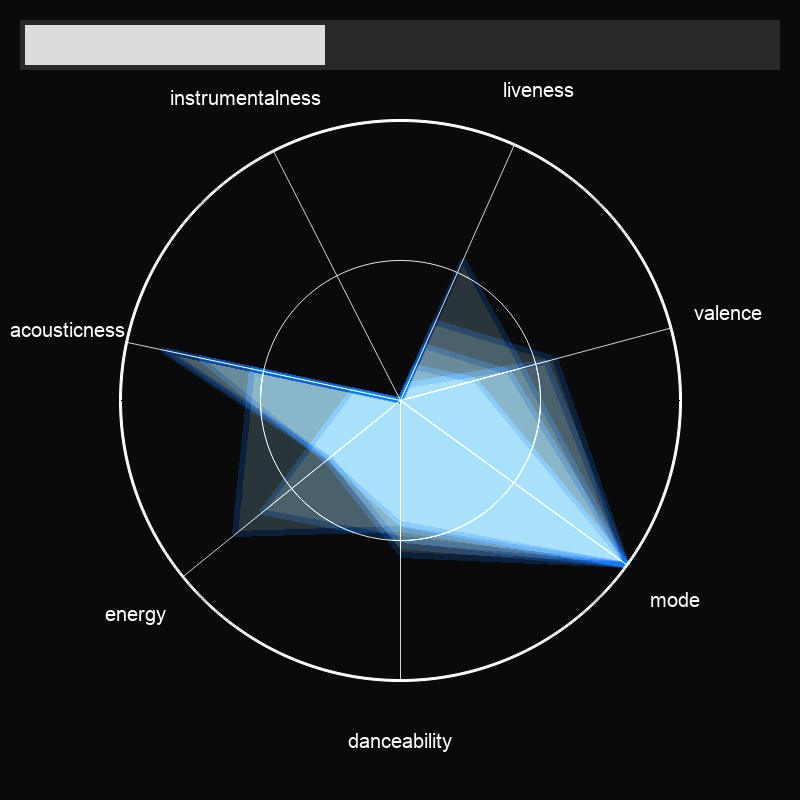 liveness
instrumentalness
valence
acousticness
mode
energy
danceability